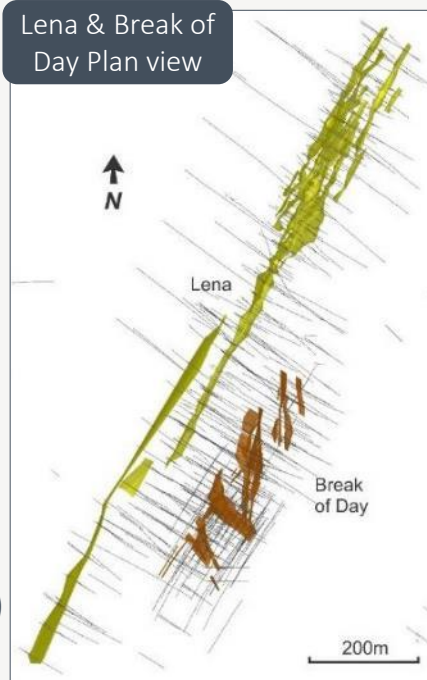 Lena & Break of
Day Plan view
N
Lena
Break
of Day
200m